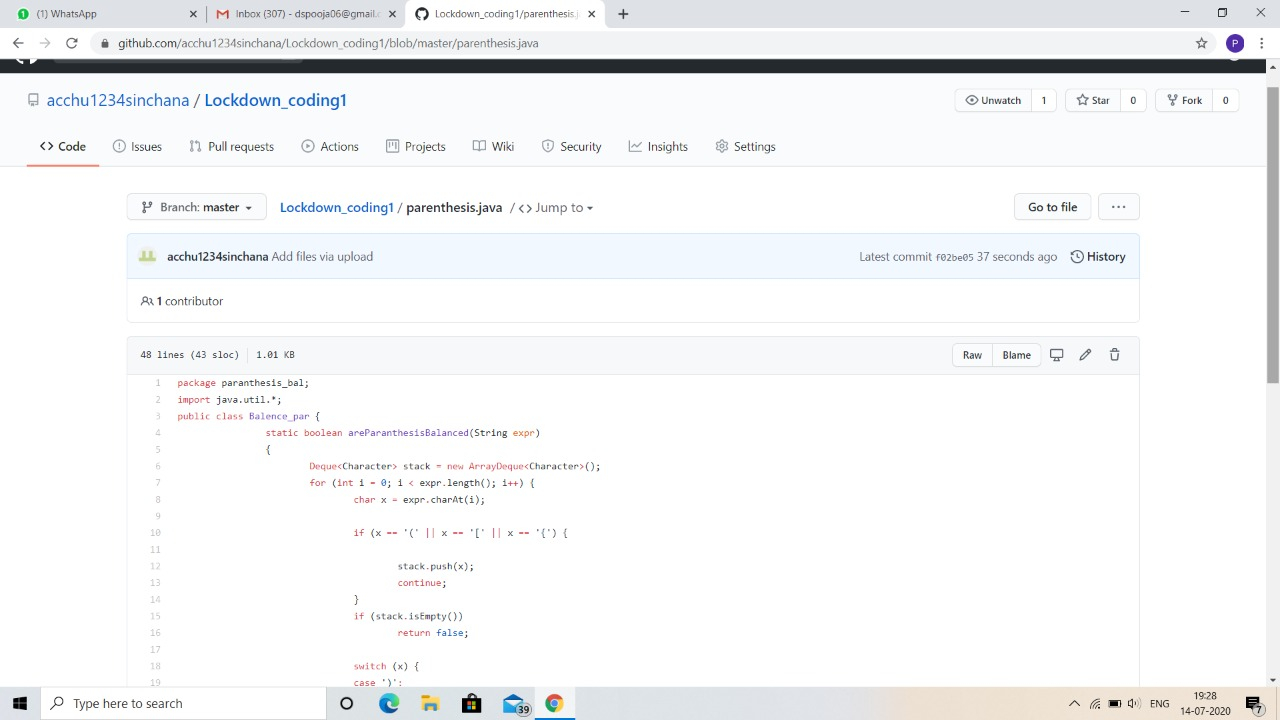 (1) WhatsApp
Inbox (307) - dspooja06@gmail.c
Lockdown_coding1/parenthesis.j
github.com/acchu1234sinchana/Lockdown_coding1/blob/master/parenthesis.java
P
acchu1234sinchana / Lockdown_coding1
Unwatch 1 Star 0 Fork 0
<> Code Issues Pull requests Actions Projects Wiki Security Insights Settings
Branch: master Lockdown_coding1 / parenthesis.java / <> Jump to Go to file ...
acchu1234sinchana Add files via upload Latest commit f02be05 37 seconds ago History
1 contributor
48 lines (43 sloc) 1.01 KB Raw Blame
1 package paranthesis_bal;
2 import java.util.*;
3 public class Balence_par {
4 static boolean areParanthesisBalanced(String expr)
5 {
6 Deque<Character> stack = new ArrayDeque<Character>();
7 for (int i = 0; i < expr.length(); i++) {
8 char x = expr.charAt(i);
9
10 if (x == '(' || x == '[' || x == '{') {
11
12 stack.push(x);
13 continue;
14 }
15 if (stack.isEmpty())
16 return false;
17
18 switch (x) {
19 case ')':
Type here to search
39
ENG
19:28
14-07-2020
7